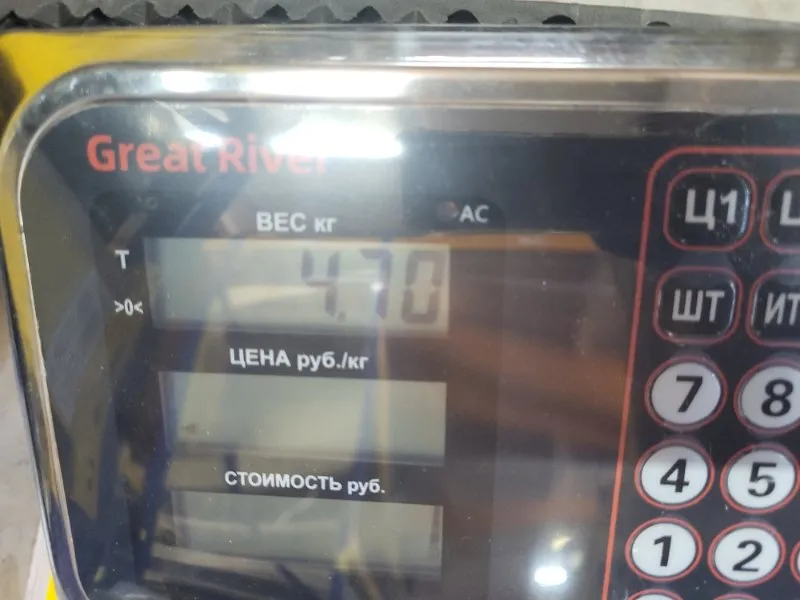 Great River
ВЕС кг
AC
T
4.70
>0<
ЦЕНА руб./кг
СТОИМОСТЬ руб.
Ц1
ШТ
ИТ
7
8
4
5
1
2